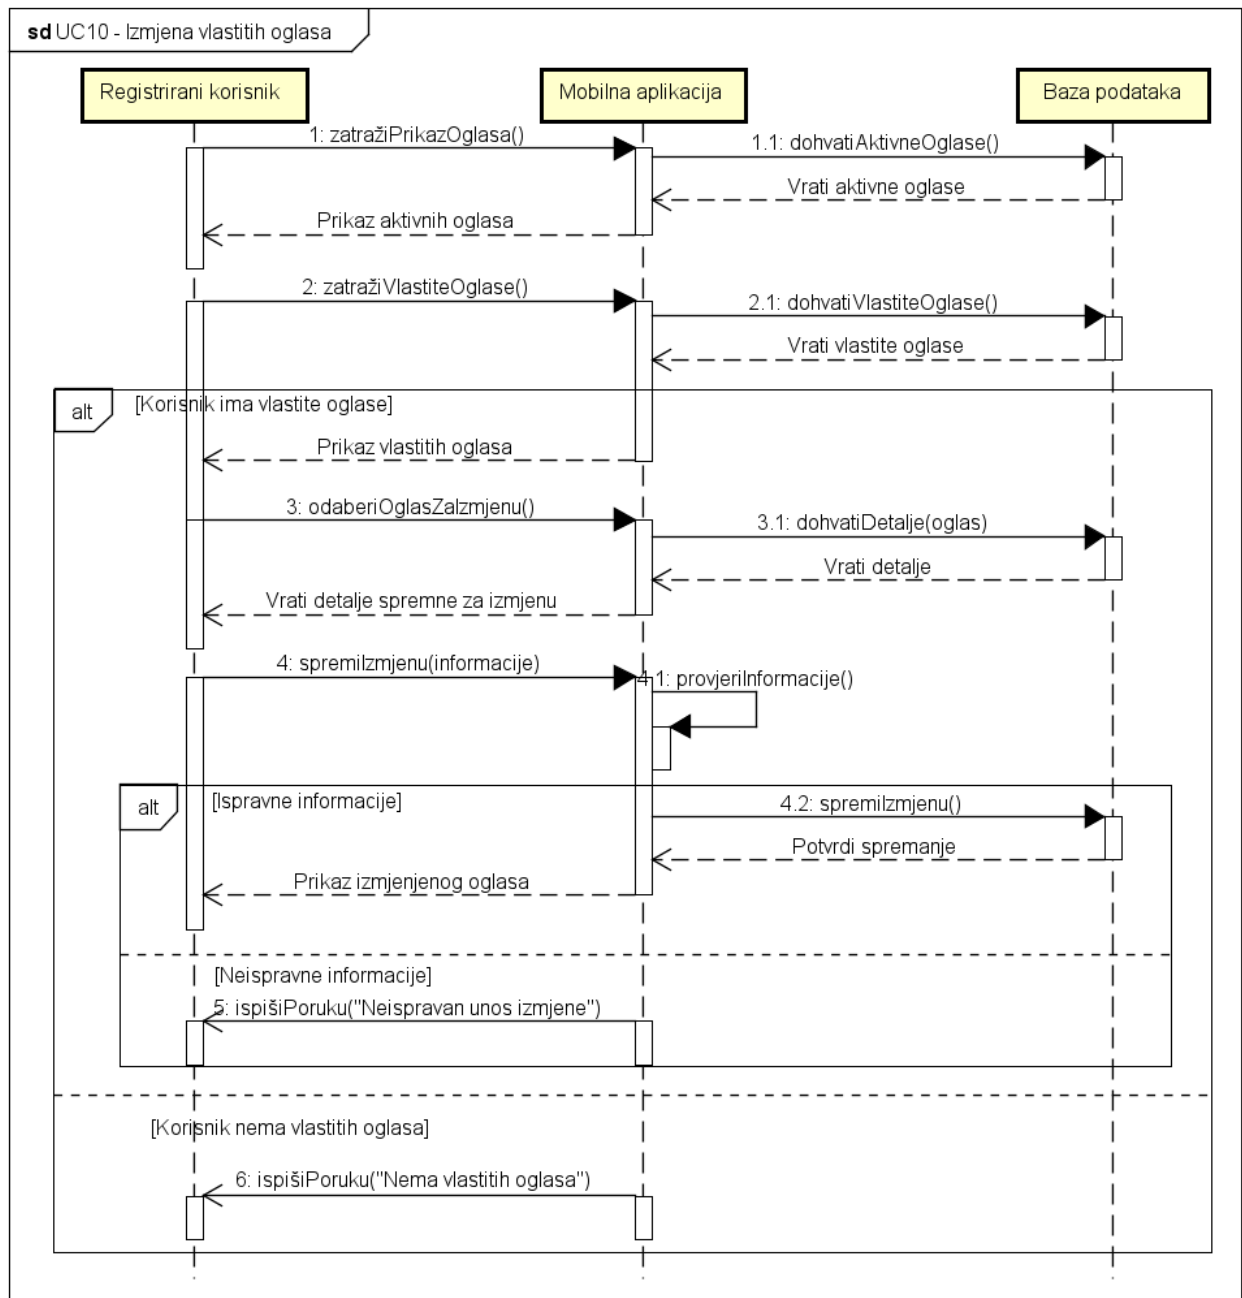 sd UC10 - Izmjena vlastitih oglasa
Registrirani korisnik
Mobilna aplikacija
Baza podataka
1: zatražiPrikazOglasa()
1.1: dohvatiAktivneOglase()
Vrati aktivne oglase
Prikaz aktivnih oglasa
2: zatražiVlastiteOglase()
2.1: dohvatiVlastiteOglase()
Vrati vlastite oglase
alt
[Korisnik ima vlastite oglase]
Prikaz vlastitih oglasa
3: odaberiOglasZaIzmjenu()
3.1: dohvatiDetalje(oglas)
Vrati detalje
Vrati detalje spremne za izmjenu
4: spremiIzmjenu(informacije)
4.1: provjeriInformacije()
alt
[Ispravne informacije]
4.2: spremiIzmjenu()
Potvrdi spremanje
Prikaz izmjenjenog oglasa
[Neispravne informacije]
5: ispišiPoruku("Neispravan unos izmjene")
[Korisnik nema vlastitih oglasa]
6: ispišiPoruku("Nema vlastitih oglasa")